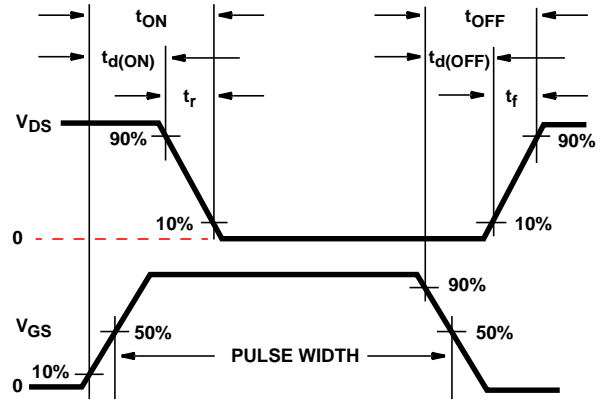 tON tOFF
td(ON) td(OFF)
tr tf
VDS
90% 90%
10% 10%
0
90%
VGS
50% 50%
PULSE WIDTH
10%
0